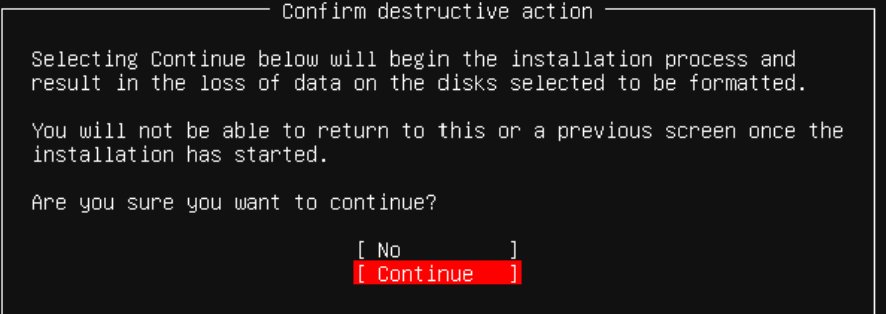 Confirm destructive action
Selecting Continue below will begin the installation process and
result in the loss of data on the disks selected to be formatted.
You will not be able to return to this or a previous screen once the
installation has started.
Are you sure you want to continue?
[ No ]
[ Continue ]